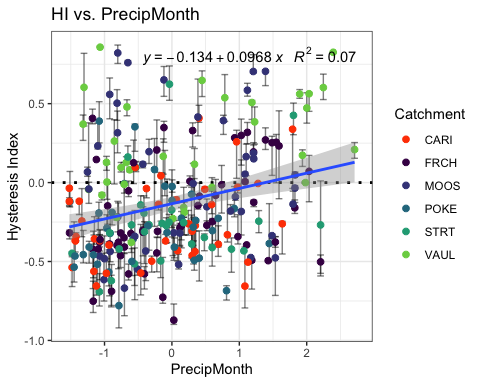 HI vs. PrecipMonth
y = −0.134 + 0.0968 x R² = 0.07
Hysteresis Index
0.5
0.0
-0.5
-1.0
-1 0 1 2
PrecipMonth
Catchment
CARI
FRCH
MOOS
POKE
STRT
VAUL